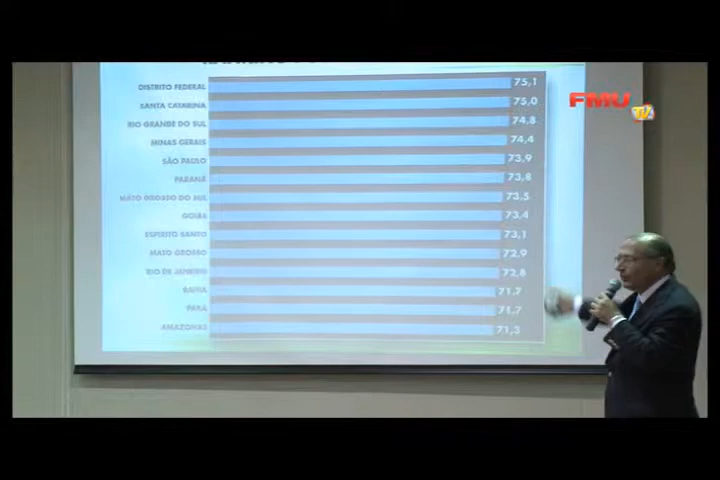 FMU
TV
DISTRITO FEDERAL 75,1
SANTA CATARINA 75,0
RIO GRANDE DO SUL 74,8
MINAS GERAIS 74,4
SÃO PAULO 73,9
PARANÁ 73,8
MATO GROSSO DO SUL 73,5
GOIÁS 73,4
ESPÍRITO SANTO 73,1
MATO GROSSO 72,9
RIO DE JANEIRO 72,8
BAHIA 71,7
PARÁ 71,7
AMAZONAS 71,3